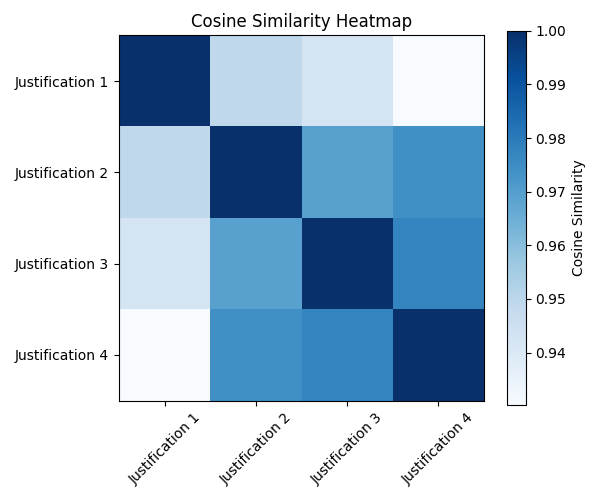 Cosine Similarity Heatmap
Justification 1
Justification 2
Justification 3
Justification 4
Justification 1
Justification 2
Justification 3
Justification 4
1.00
0.99
0.98
0.97
0.96
0.95
0.94
Cosine Similarity